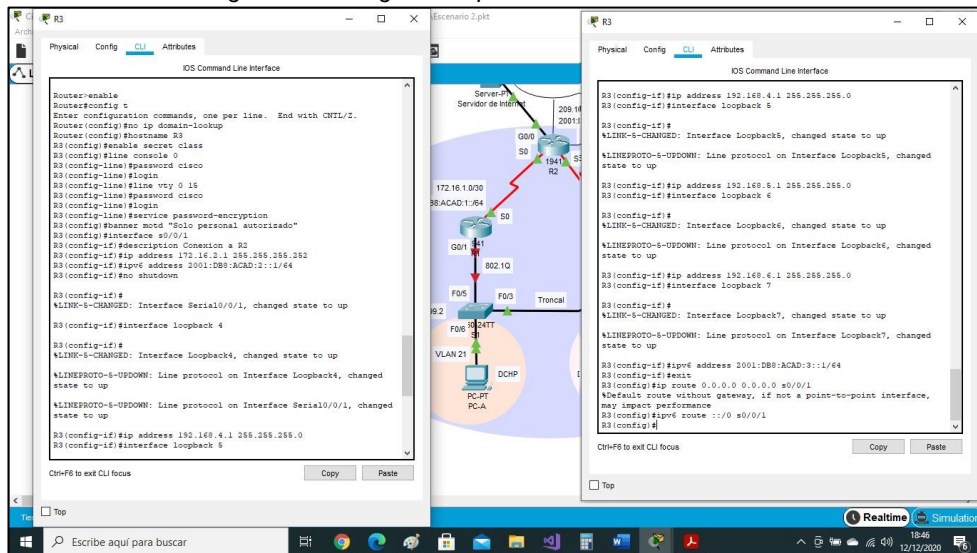 R3
Physical Config CLI Attributes
IOS Command Line Interface
Router>enable
Router#config t
Enter configuration commands, one per line. End with CNTL/Z.
Router(config)#no ip domain-lookup
Router(config)#hostname R3
R3(config)#enable secret class
R3(config)#line console 0
R3(config-line)#password cisco
R3(config-line)#login
R3(config-line)#line vty 0 15
R3(config-line)#password cisco
R3(config-line)#login
R3(config-line)#service password-encryption
R3(config)#banner motd "Solo personal autorizado"
R3(config)#interface s0/0/1
R3(config-if)#description Conexion a R2
R3(config-if)#ip address 172.16.2.1 255.255.255.252
R3(config-if)#ipv6 address 2001:DB8:ACAD:2::1/64
R3(config-if)#no shutdown
R3(config-if)#
%LINK-5-CHANGED: Interface Serial0/0/1, changed state to up
R3(config-if)#interface loopback 4
R3(config-if)#
%LINK-5-CHANGED: Interface Loopback4, changed state to up
%LINEPROTO-5-UPDOWN: Line protocol on Interface Loopback4, changed
state to up
%LINEPROTO-5-UPDOWN: Line protocol on Interface Serial0/0/1, changed
state to up
R3(config-if)#ip address 192.168.4.1 255.255.255.0
R3(config-if)#interface loopback 5
Ctrl+F6 to exit CLI focus
Copy Paste
Top
Escenario 2.pkt
Server-PT
Servidor de
209.1
2001:
G0/0
S0
1941
R2
172.16.1.0/30
S0
G0/1
802.1Q
F0/5
F0/3
Troncal
F0/6
24TT
S1
VLAN 21
DCHP
PC-PT
PC-A
R3
Physical Config CLI Attributes
IOS Command Line Interface
R3(config-if)#ip address 192.168.4.1 255.255.255.0
R3(config-if)#interface loopback 5
R3(config-if)#
%LINK-5-CHANGED: Interface Loopback5, changed state to up
%LINEPROTO-5-UPDOWN: Line protocol on Interface Loopback5, changed
state to up
R3(config-if)#ip address 192.168.5.1 255.255.255.0
R3(config-if)#interface loopback 6
R3(config-if)#
%LINK-5-CHANGED: Interface Loopback6, changed state to up
%LINEPROTO-5-UPDOWN: Line protocol on Interface Loopback6, changed
state to up
R3(config-if)#ip address 192.168.6.1 255.255.255.0
R3(config-if)#interface loopback 7
R3(config-if)#
%LINK-5-CHANGED: Interface Loopback7, changed state to up
%LINEPROTO-5-UPDOWN: Line protocol on Interface Loopback7, changed
state to up
R3(config-if)#ipv6 address 2001:DB8:ACAD:3::1/64
R3(config-if)#exit
R3(config)#ip route 0.0.0.0 0.0.0.0 s0/0/1
%Default route without gateway, if not a point-to-point interface,
may impact performance
R3(config)#ipv6 route ::/0 s0/0/1
R3(config)#
Ctrl+F6 to exit CLI focus
Copy Paste
Top
Realtime Simulation
Escribe aquí para buscar
18:46
12/12/2020